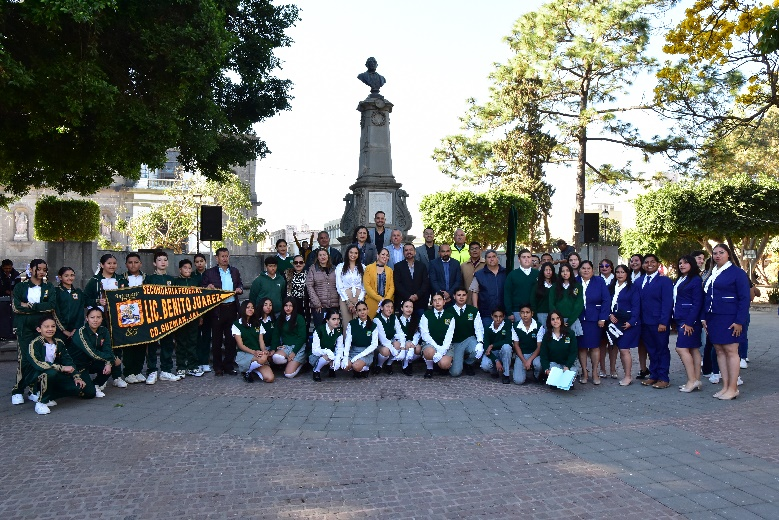 SECUNDARIA FEDERAL
LIC. BENITO JUAREZ
CD. GUZMAN, JAL.